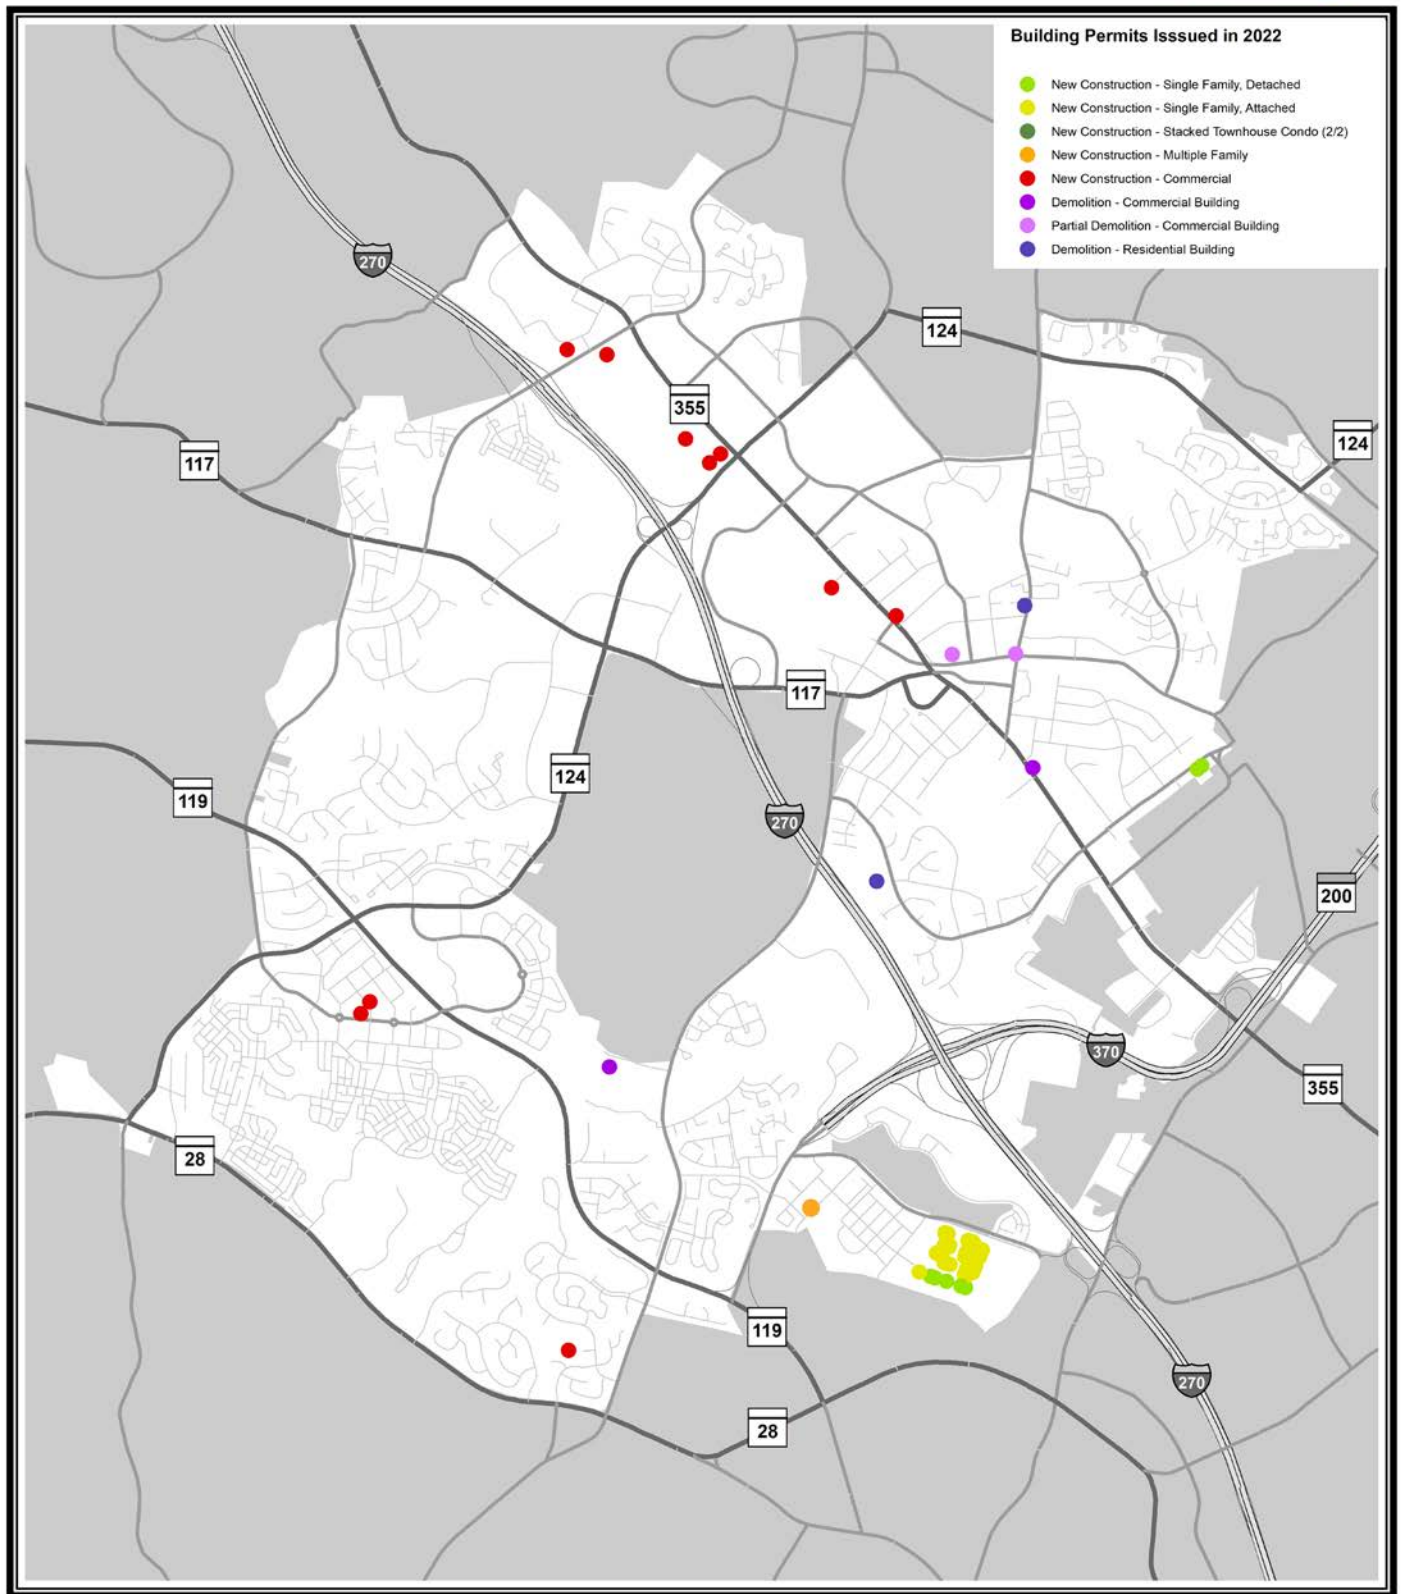 Building Permits Isssued in 2022
New Construction - Single Family, Detached
New Construction - Single Family, Attached
New Construction - Stacked Townhouse Condo (2/2)
New Construction - Multiple Family
New Construction - Commercial
Demolition - Commercial Building
Partial Demolition - Commercial Building
Demolition - Residential Building
270
124
355
124
117
117
124
119
270
200
370
355
28
119
270
28